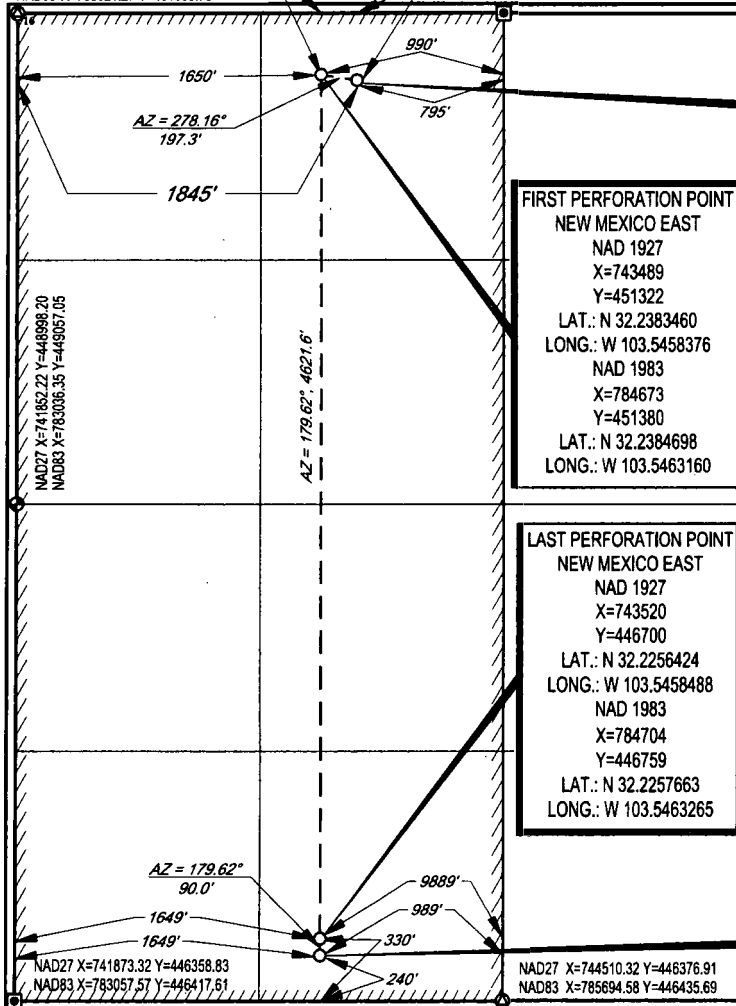 16
990'
1650'
795'
AZ = 278.16°
197.3'
1845'
FIRST PERFORATION POINT
NEW MEXICO EAST
NAD 1927
X=743489
Y=451322
LAT.: N 32.2383460
LONG.: W 103.5458376
NAD 1983
X=784673
Y=451380
LAT.: N 32.2384698
LONG.: W 103.5463160
NAD27 X=741852.22 Y=448998.20
NAD83 X=783036.35 Y=449057.05
AZ = 179.62°, 4621.6'
LAST PERFORATION POINT
NEW MEXICO EAST
NAD 1927
X=743520
Y=446700
LAT.: N 32.2256424
LONG.: W 103.5458488
NAD 1983
X=784704
Y=446759
LAT.: N 32.2257663
LONG.: W 103.5463265
AZ = 179.62°
90.0'
9889'
1649'
989'
1649'
330'
240'
NAD27 X=741873.32 Y=446358.83
NAD83 X=783057.57 Y=446417.61
NAD27 X=744510.32 Y=446376.91
NAD83 X=785694.58 Y=446435.69